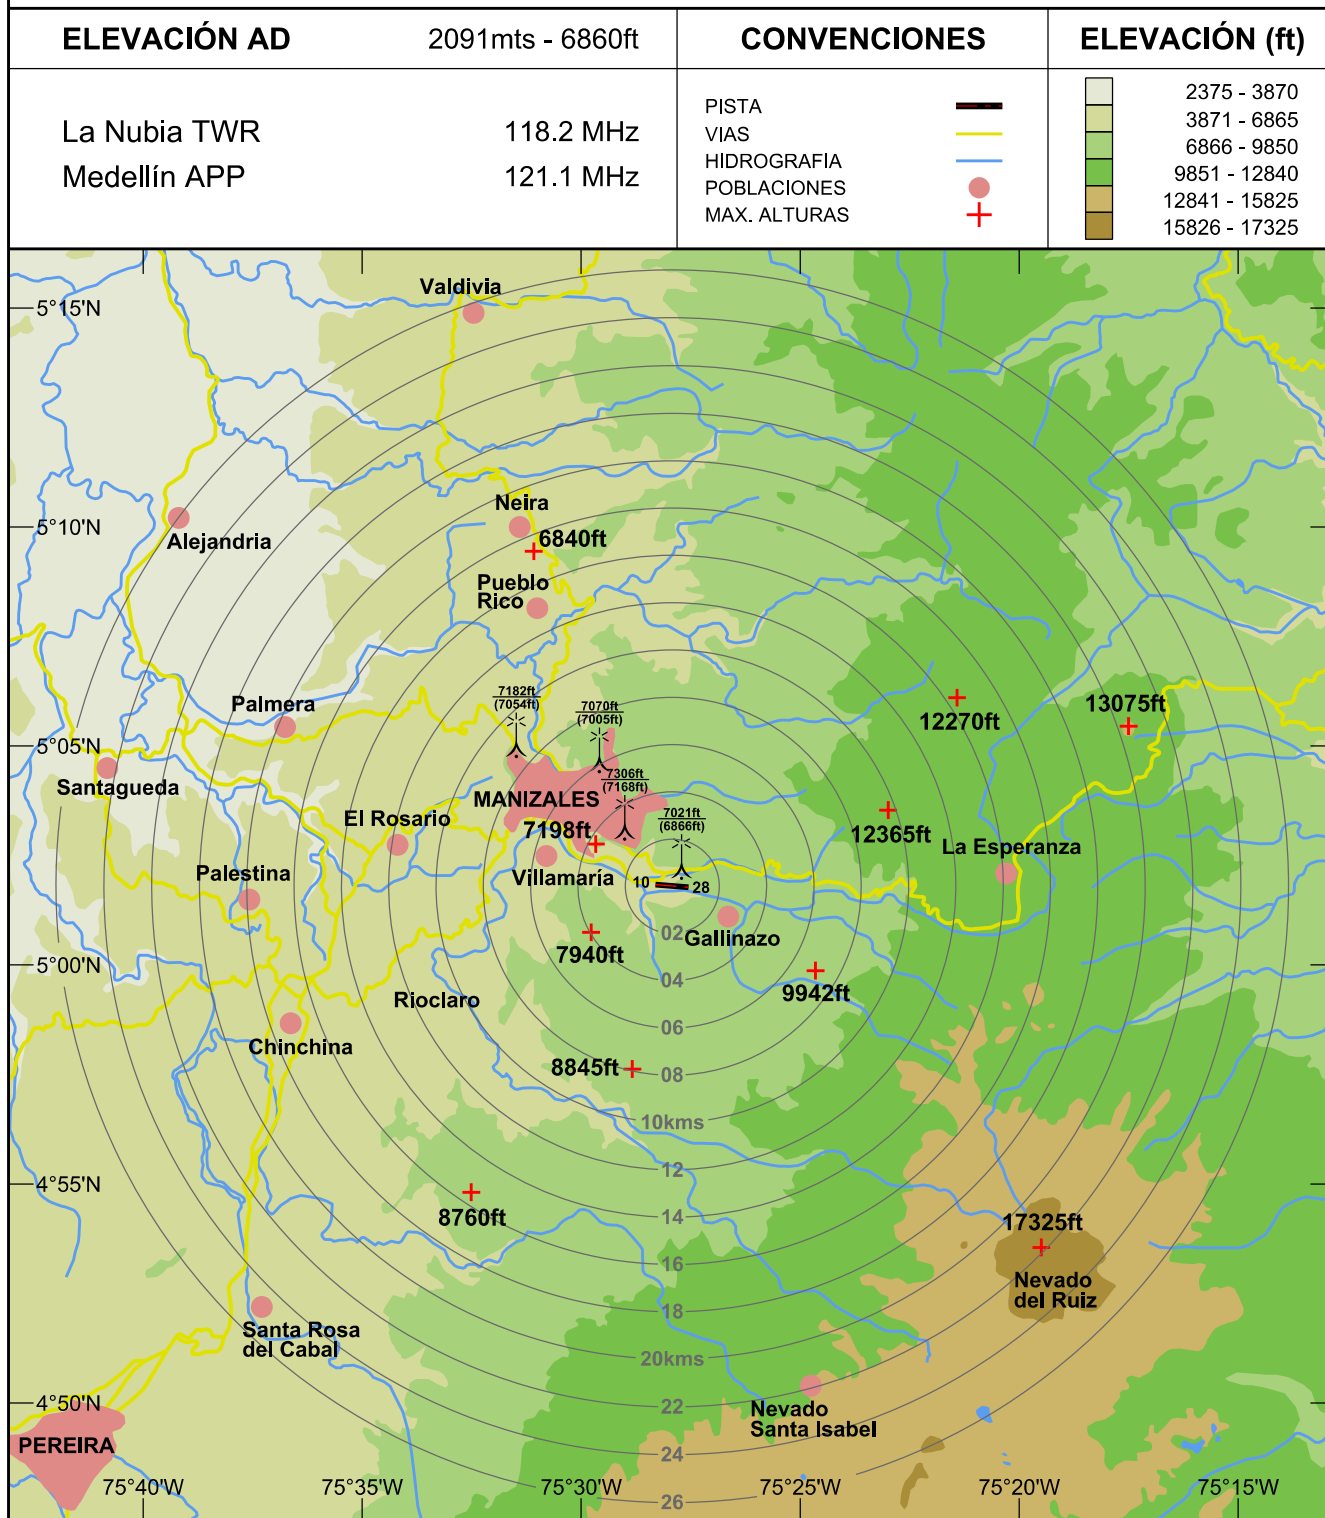 ELEVACIÓN AD 2091mts - 6860ft
CONVENCIONES
ELEVACIÓN (ft)
La Nubia TWR 118.2 MHz
Medellín APP 121.1 MHz
PISTA
VIAS
HIDROGRAFIA
POBLACIONES
MAX. ALTURAS
2375 - 3870
3871 - 6865
6866 - 9850
9851 - 12840
12841 - 15825
15826 - 17325
Valdivia
5°15'N
Neira
5°10'N
6840ft
Alejandria
Pueblo
Rico
7182ft
(7054ft)
Palmera
7070ft
(7005ft)
12270ft
13075ft
5°05'N
Santagueda
7306ft
(7168ft)
MANIZALES
El Rosario
7198ft
7021ft
(6866ft)
12365ft
La Esperanza
Palestina
Villamaría
10
28
02
Gallinazo
7940ft
5°00'N
04
9942ft
Rioclaro
06
Chinchina
8845ft
08
10kms
12
4°55'N
8760ft
14
17325ft
16
Nevado
del Ruiz
18
Santa Rosa
del Cabal
20kms
4°50'N
22
Nevado
Santa Isabel
PEREIRA
24
75°40'W
75°35'W
75°30'W
75°25'W
75°20'W
75°15'W
26